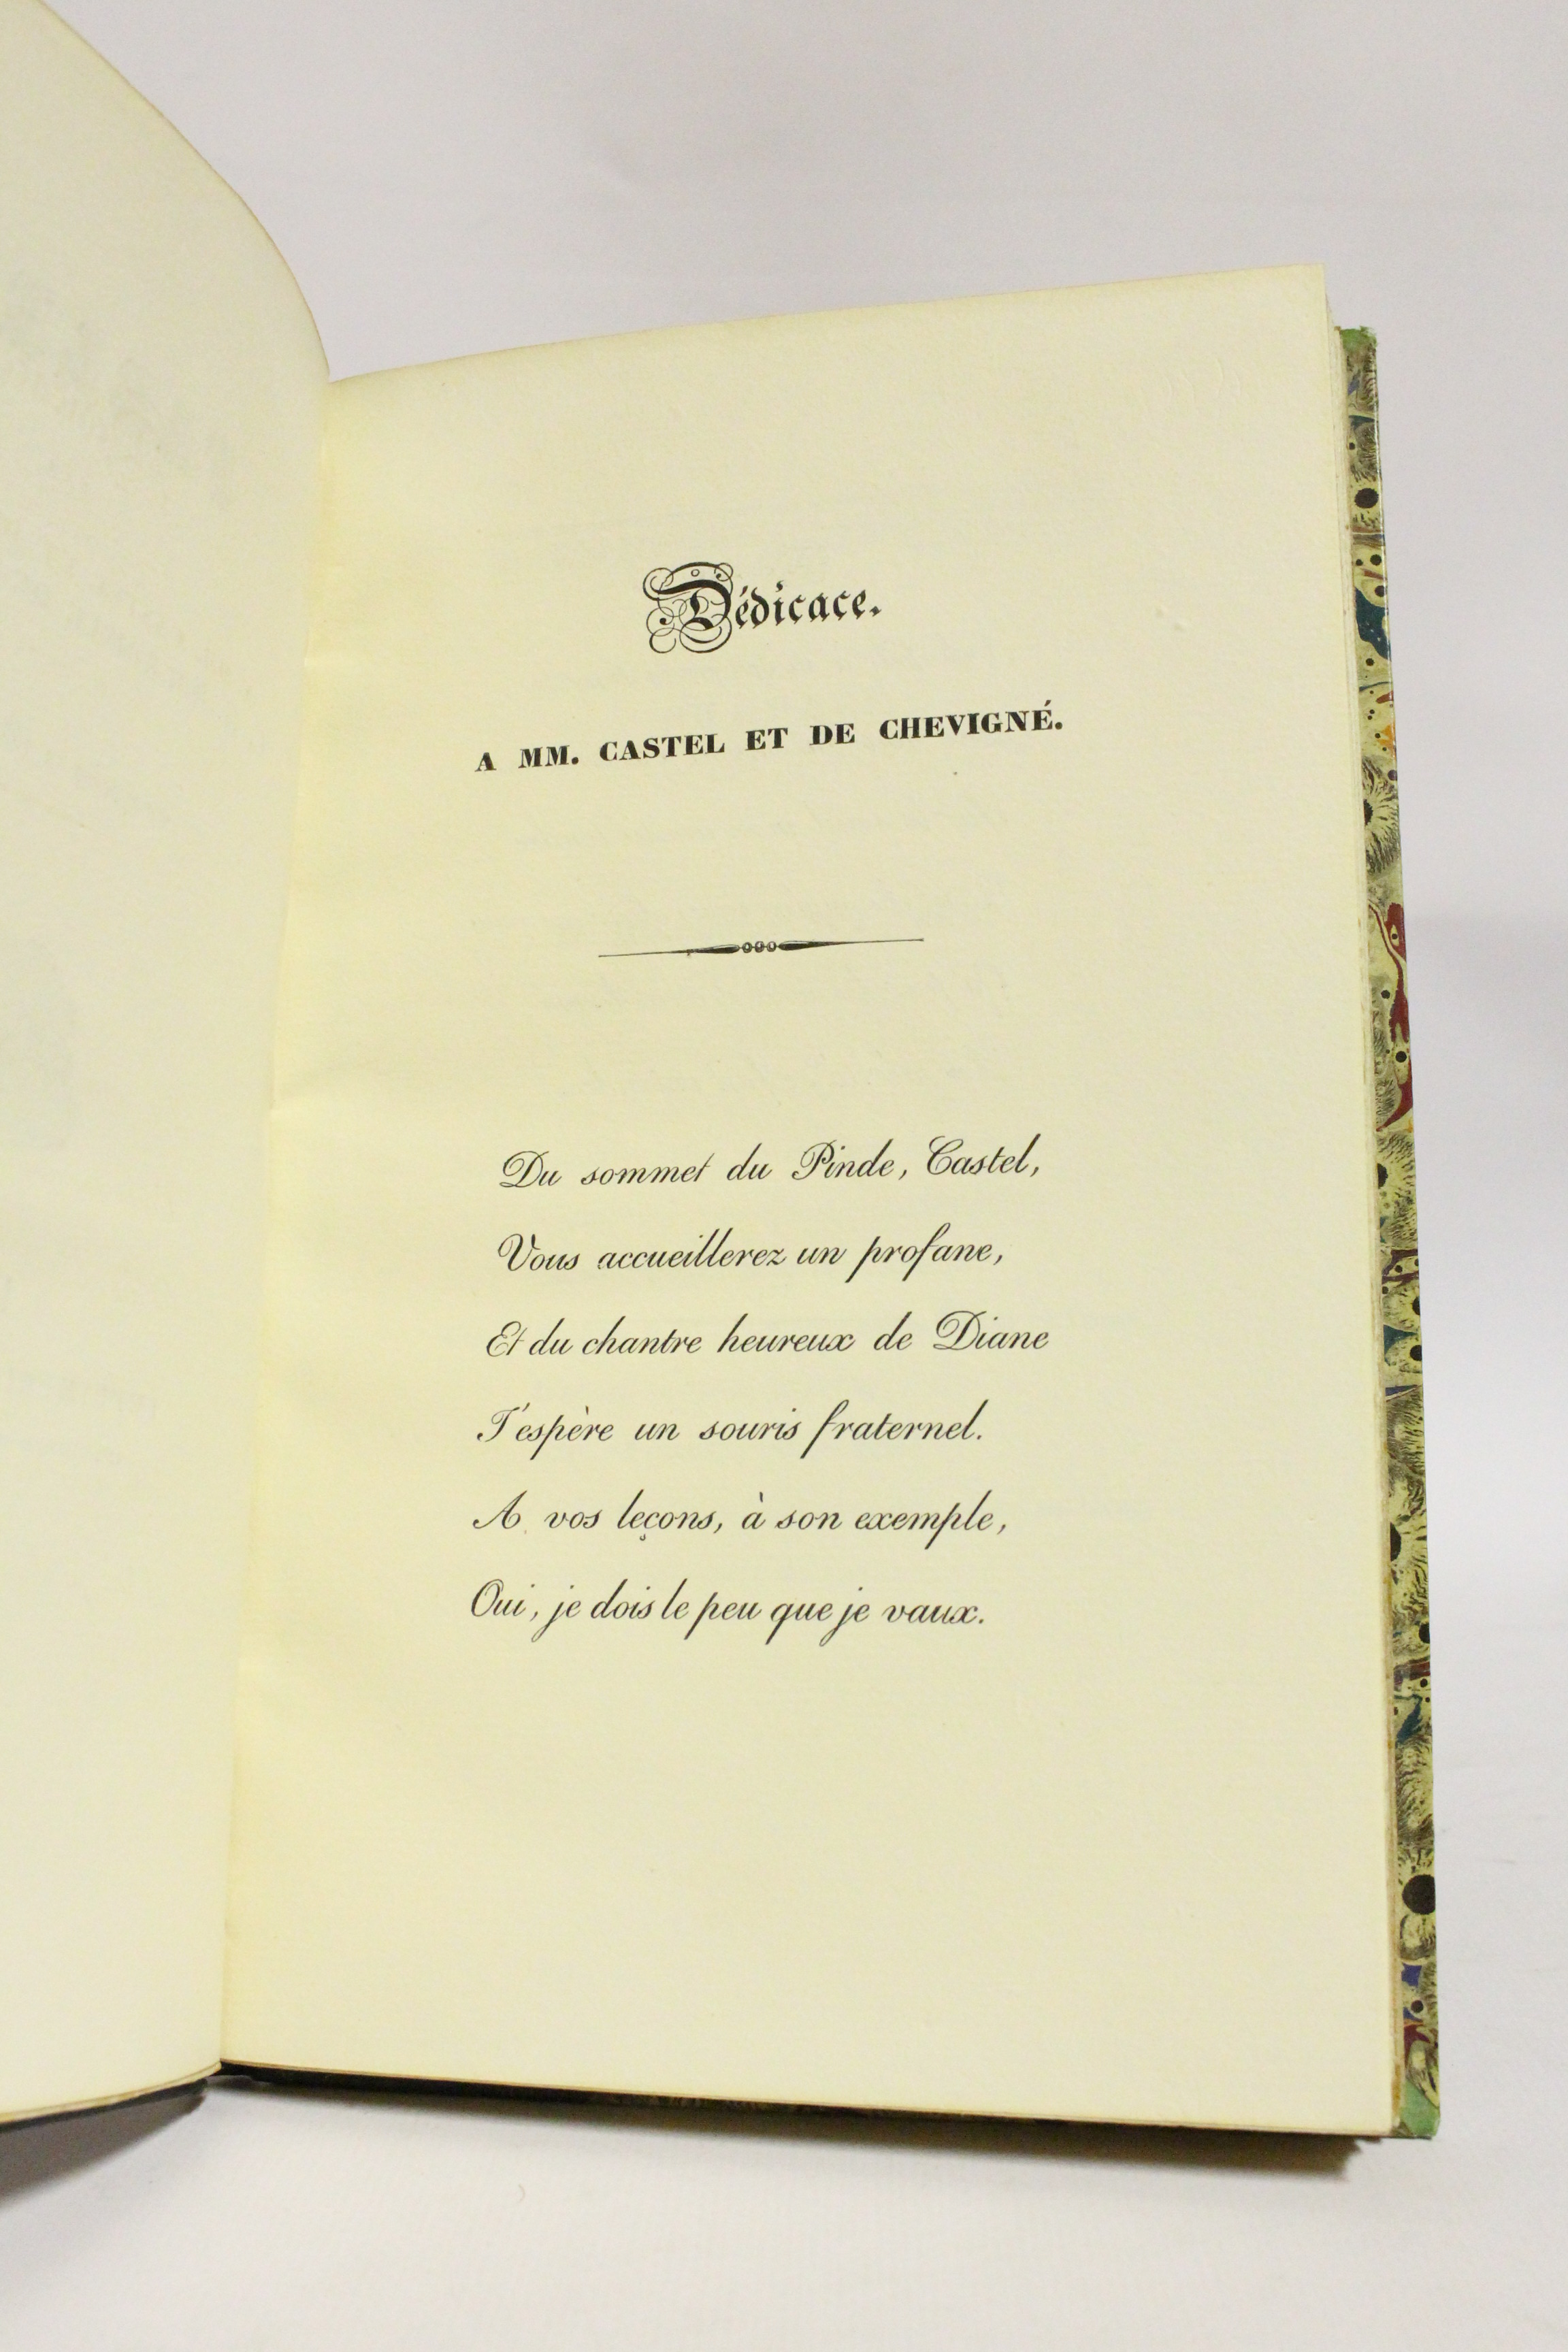 Dédicace.
A MM. CASTEL ET DE CHEVIGNÉ.
Du sommet du Pinde, Castel,
Vous accueillerez un profane,
Et du chantre heureux de Diane
J'espère un souris fraternel.
A vos leçons, à son exemple,
Oui, je dois le peu que je vaux.